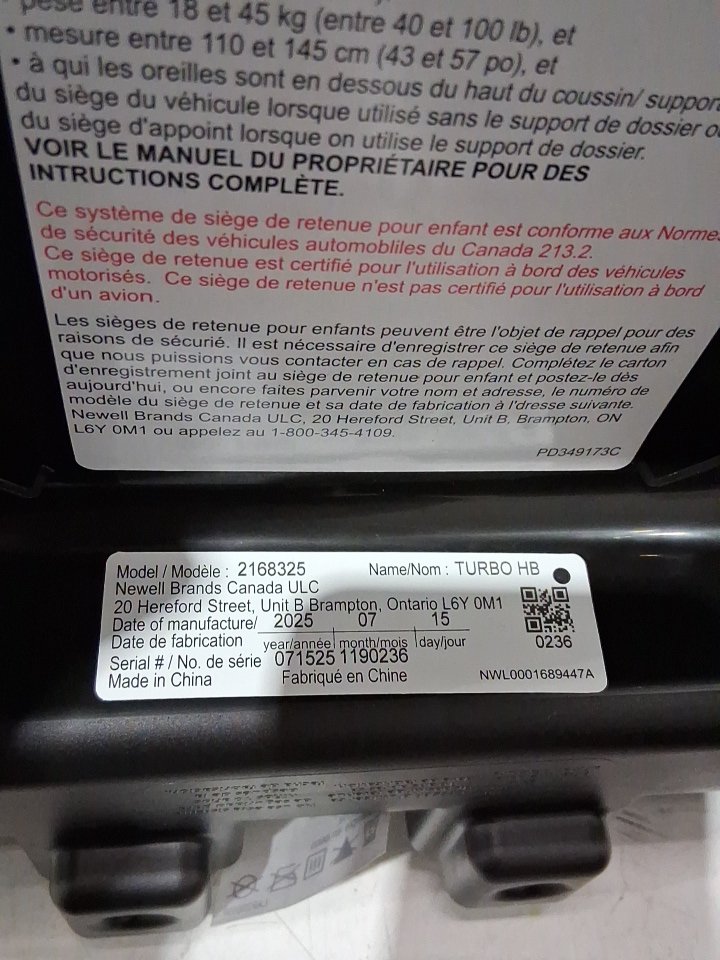 pèse entre 18 et 45 kg (entre 40 et 100 lb), et
• mesure entre 110 et 145 cm (43 et 57 po), et
• à qui les oreilles sont en dessous du haut du coussin/ support
du siège du véhicule lorsque utilisé sans le support de dossier ou
du siège d'appoint lorsque on utilise le support de dossier.
VOIR LE MANUEL DU PROPRIÉTAIRE POUR DES
INTRUCTIONS COMPLÈTE.
Ce système de siège de retenue pour enfant est conforme aux Normes
de sécurité des véhicules automobliles du Canada 213.2.
Ce siège de retenue est certifié pour l'utilisation à bord des véhicules
motorisés. Ce siège de retenue n'est pas certifié pour l'utilisation à bord
d'un avion.
Les sièges de retenue pour enfants peuvent être l'objet de rappel pour des
raisons de sécurié. Il est nécessaire d'enregistrer ce siège de retenue afin
que nous puissions vous contacter en cas de rappel. Complétez le carton
d'enregistrement joint au siège de retenue pour enfant et postez-le dès
aujourd'hui, ou encore faites parvenir votre nom et adresse, le numéro de
modèle du siège de retenue et sa date de fabrication à l'dresse suivante.
Newell Brands Canada ULC, 20 Hereford Street, Unit B, Brampton, ON
L6Y 0M1 ou appelez au 1-800-345-4109.
PD349173C
Model / Modèle : 2168325 Name/Nom : TURBO HB
Newell Brands Canada ULC
20 Hereford Street, Unit B Brampton, Ontario L6Y 0M1
Date of manufacture/ 2025 07 15
Date de fabrication year/année month/mois day/jour
0236
Serial # / No. de série 071525 1190236
Made in China Fabriqué en Chine NWL0001689447A